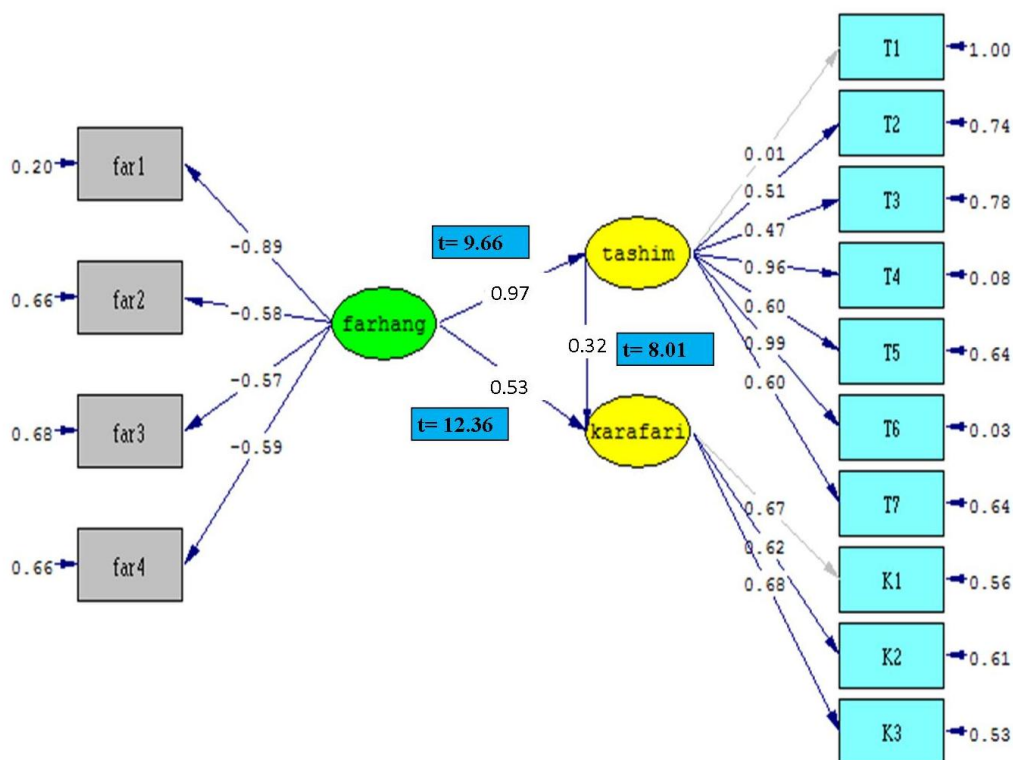 T1
1.00
T2
0.74
0.20
far1
0.01
0.51
T3
0.78
-0.89
t= 9.66
tashim
0.47
0.96
T4
0.08
0.66
far2
-0.58
farhang
0.97
0.60
0.32
t= 8.01
0.99
T5
0.64
-0.57
0.53
0.60
0.68
far3
t= 12.36
karafari
T6
0.03
-0.59
0.67
T7
0.64
0.66
far4
0.62
0.68
K1
0.56
K2
0.61
K3
0.53